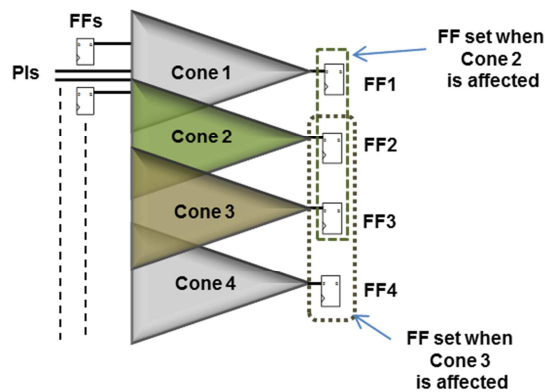 FFs
PIs
Cone 1
Cone 2
Cone 3
Cone 4
FF1
FF2
FF3
FF4
FF set when
Cone 2
is affected
FF set when
Cone 3
is affected